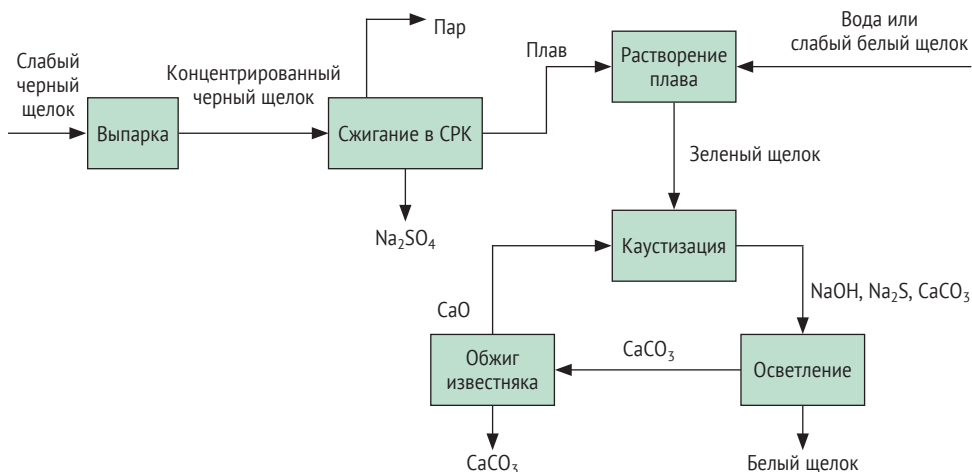 Слабый
черный
щелок
Выпарка
Концентрированный
черный щелок
Пар
Сжигание в СРК
Na₂SO₄
Плав
Растворение
плава
Вода или
слабый белый щелок
Зеленый щелок
Каустизация
NaOH, Na₂S, CaCO₃
CaO
Обжиг
известняка
CaCO₃
Осветление
CaCO₃
Белый щелок